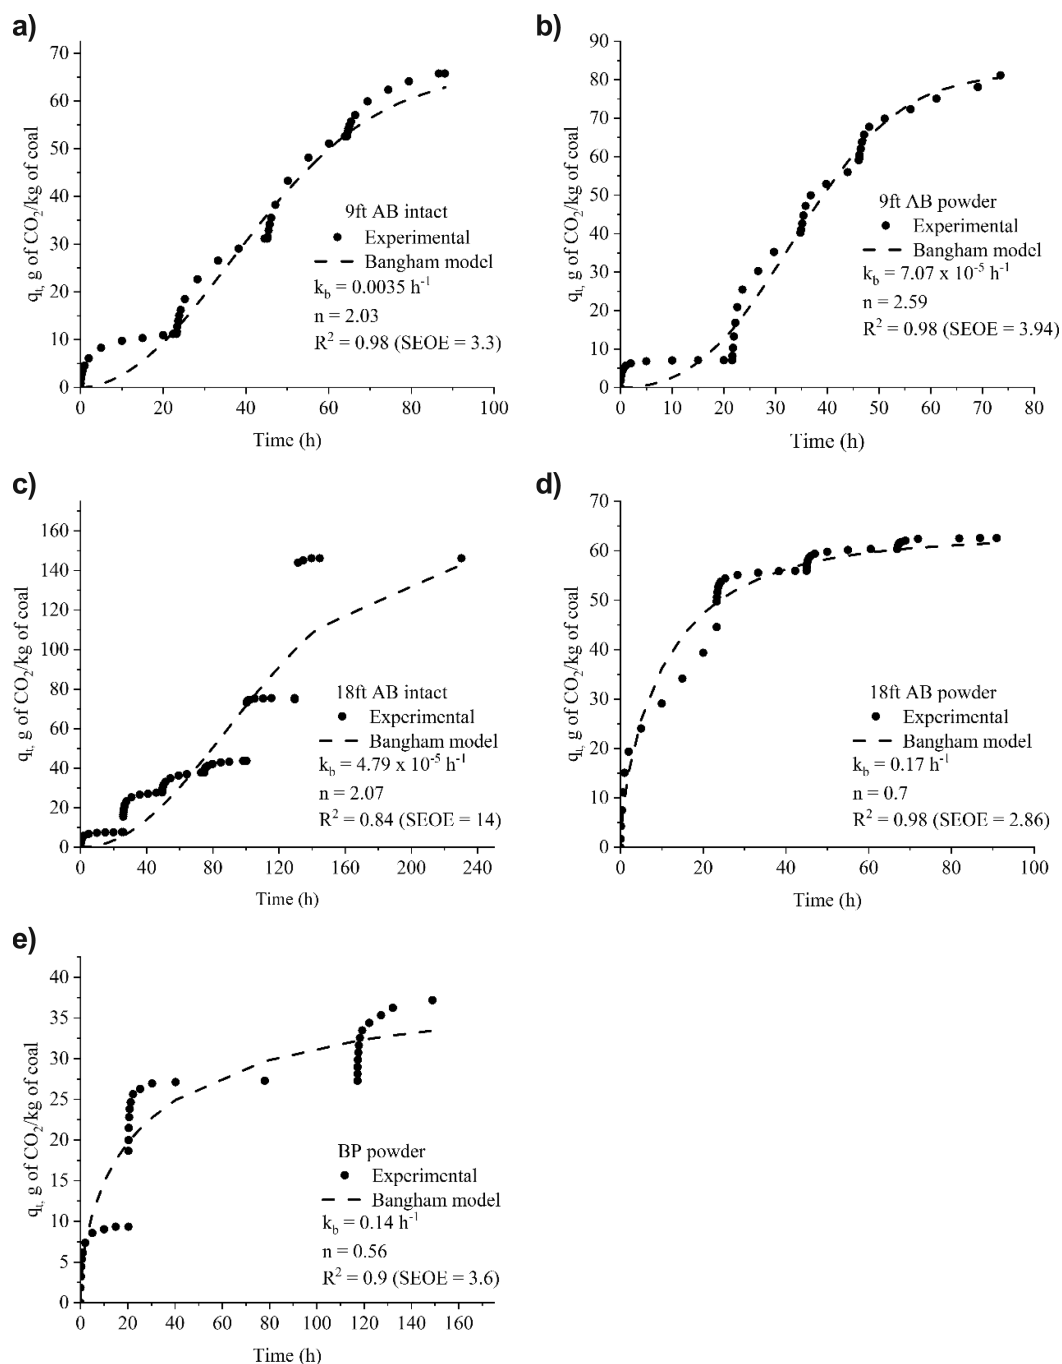 a)
70
60
50
40
30
20
10
0
0 20 40 60 80 100
q_t, g of CO₂/kg of coal
Time (h)
9ft AB intact
Experimental
Bangham model
k_b = 0.0035 h⁻¹
n = 2.03
R² = 0.98 (SEOE = 3.3)
b)
90
80
70
60
50
40
30
20
10
0
0 10 20 30 40 50 60 70 80
q_t, g of CO₂/kg of coal
Time (h)
9ft AB powder
Experimental
Bangham model
k_b = 7.07 x 10⁻⁵ h⁻¹
n = 2.59
R² = 0.98 (SEOE = 3.94)
c)
160
140
120
100
80
60
40
20
0
0 40 80 120 160 200 240
q_t, g of CO₂/kg of coal
Time (h)
18ft AB intact
Experimental
Bangham model
k_b = 4.79 x 10⁻⁵ h⁻¹
n = 2.07
R² = 0.84 (SEOE = 14)
d)
70
60
50
40
30
20
10
0
0 20 40 60 80 100
q_t, g of CO₂/kg of coal
Time (h)
18ft AB powder
Experimental
Bangham model
k_b = 0.17 h⁻¹
n = 0.7
R² = 0.98 (SEOE = 2.86)
e)
40
35
30
25
20
15
10
5
0
0 20 40 60 80 100 120 140 160
q_t, g of CO₂/kg of coal
Time (h)
BP powder
Experimental
Bangham model
k_b = 0.14 h⁻¹
n = 0.56
R² = 0.9 (SEOE = 3.6)